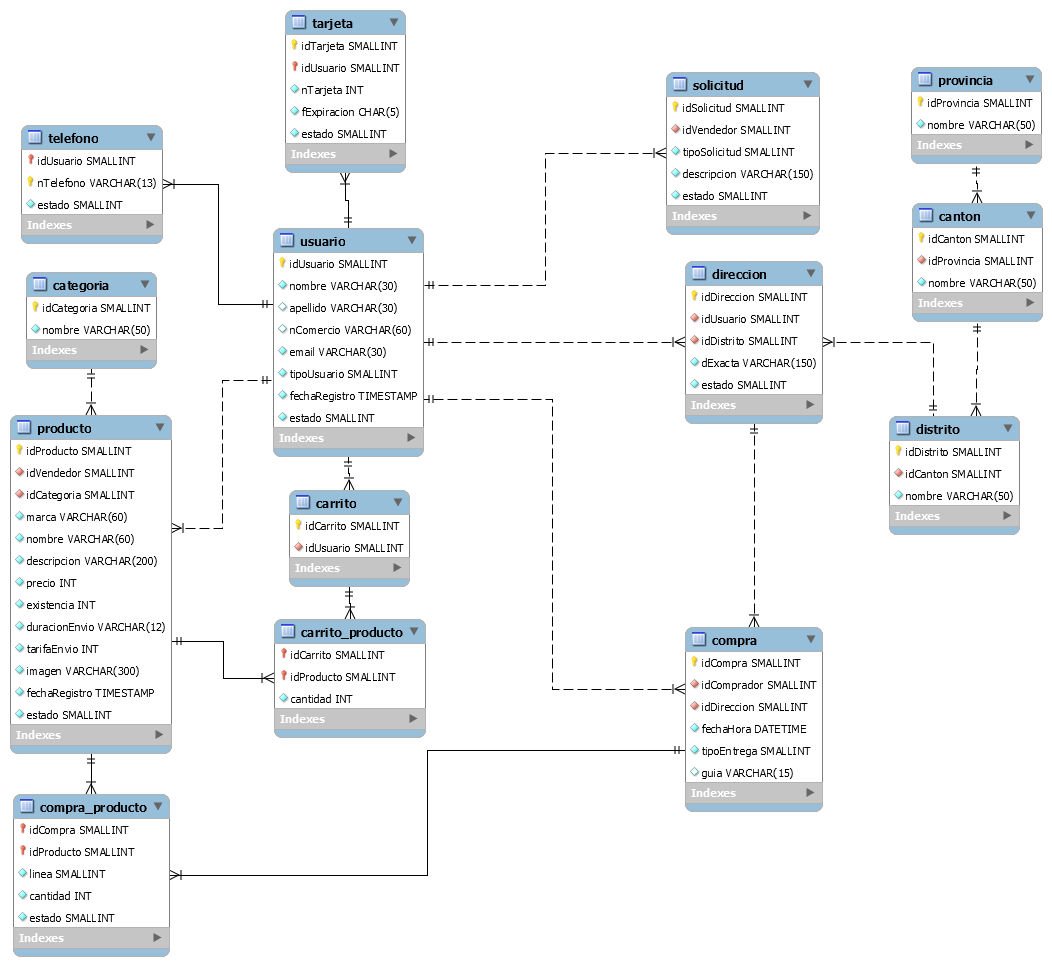 tarjeta
idTarjeta SMALLINT
idUsuario SMALLINT
nTarjeta INT
fExpiracion CHAR(5)
estado SMALLINT
Indexes
solicitud
idSolicitud SMALLINT
idVendedor SMALLINT
tipoSolicitud SMALLINT
descripcion VARCHAR(150)
estado SMALLINT
Indexes
provincia
idProvincia SMALLINT
nombre VARCHAR(50)
Indexes
telefono
idUsuario SMALLINT
nTelefono VARCHAR(13)
estado SMALLINT
Indexes
canton
idCanton SMALLINT
idProvincia SMALLINT
nombre VARCHAR(50)
Indexes
usuario
idUsuario SMALLINT
nombre VARCHAR(30)
apellido VARCHAR(30)
nComercio VARCHAR(60)
email VARCHAR(30)
tipoUsuario SMALLINT
fechaRegistro TIMESTAMP
estado SMALLINT
Indexes
direccion
idDireccion SMALLINT
idUsuario SMALLINT
idDistrito SMALLINT
dExacta VARCHAR(150)
estado SMALLINT
Indexes
categoria
idCategoria SMALLINT
nombre VARCHAR(50)
Indexes
producto
idProducto SMALLINT
idVendedor SMALLINT
idCategoria SMALLINT
marca VARCHAR(60)
nombre VARCHAR(60)
descripcion VARCHAR(200)
precio INT
existencia INT
duracionEnvio VARCHAR(12)
tarifaEnvio INT
imagen VARCHAR(300)
fechaRegistro TIMESTAMP
estado SMALLINT
Indexes
distrito
idDistrito SMALLINT
idCanton SMALLINT
nombre VARCHAR(50)
Indexes
carrito
idCarrito SMALLINT
idUsuario SMALLINT
Indexes
carrito_producto
idCarrito SMALLINT
idProducto SMALLINT
cantidad INT
Indexes
compra
idCompra SMALLINT
idComprador SMALLINT
idDireccion SMALLINT
fechaHora DATETIME
tipoEntrega SMALLINT
guia VARCHAR(15)
Indexes
compra_producto
idCompra SMALLINT
idProducto SMALLINT
linea SMALLINT
cantidad INT
estado SMALLINT
Indexes